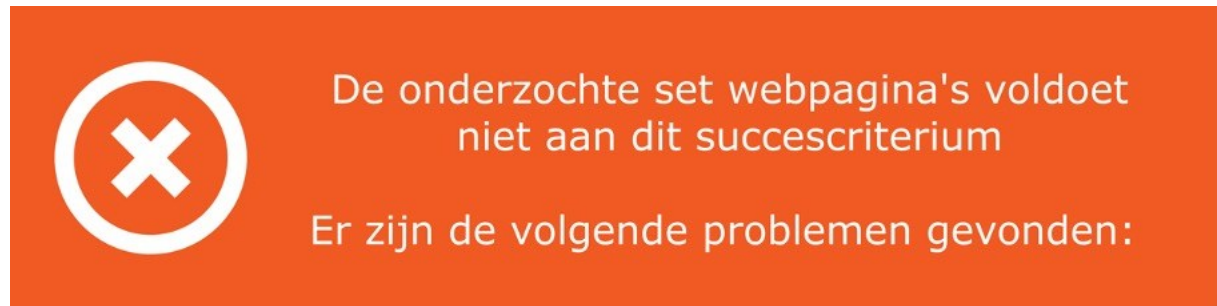 De onderzochte set webpagina's voldoet
niet aan dit succescriterium
Er zijn de volgende problemen gevonden: